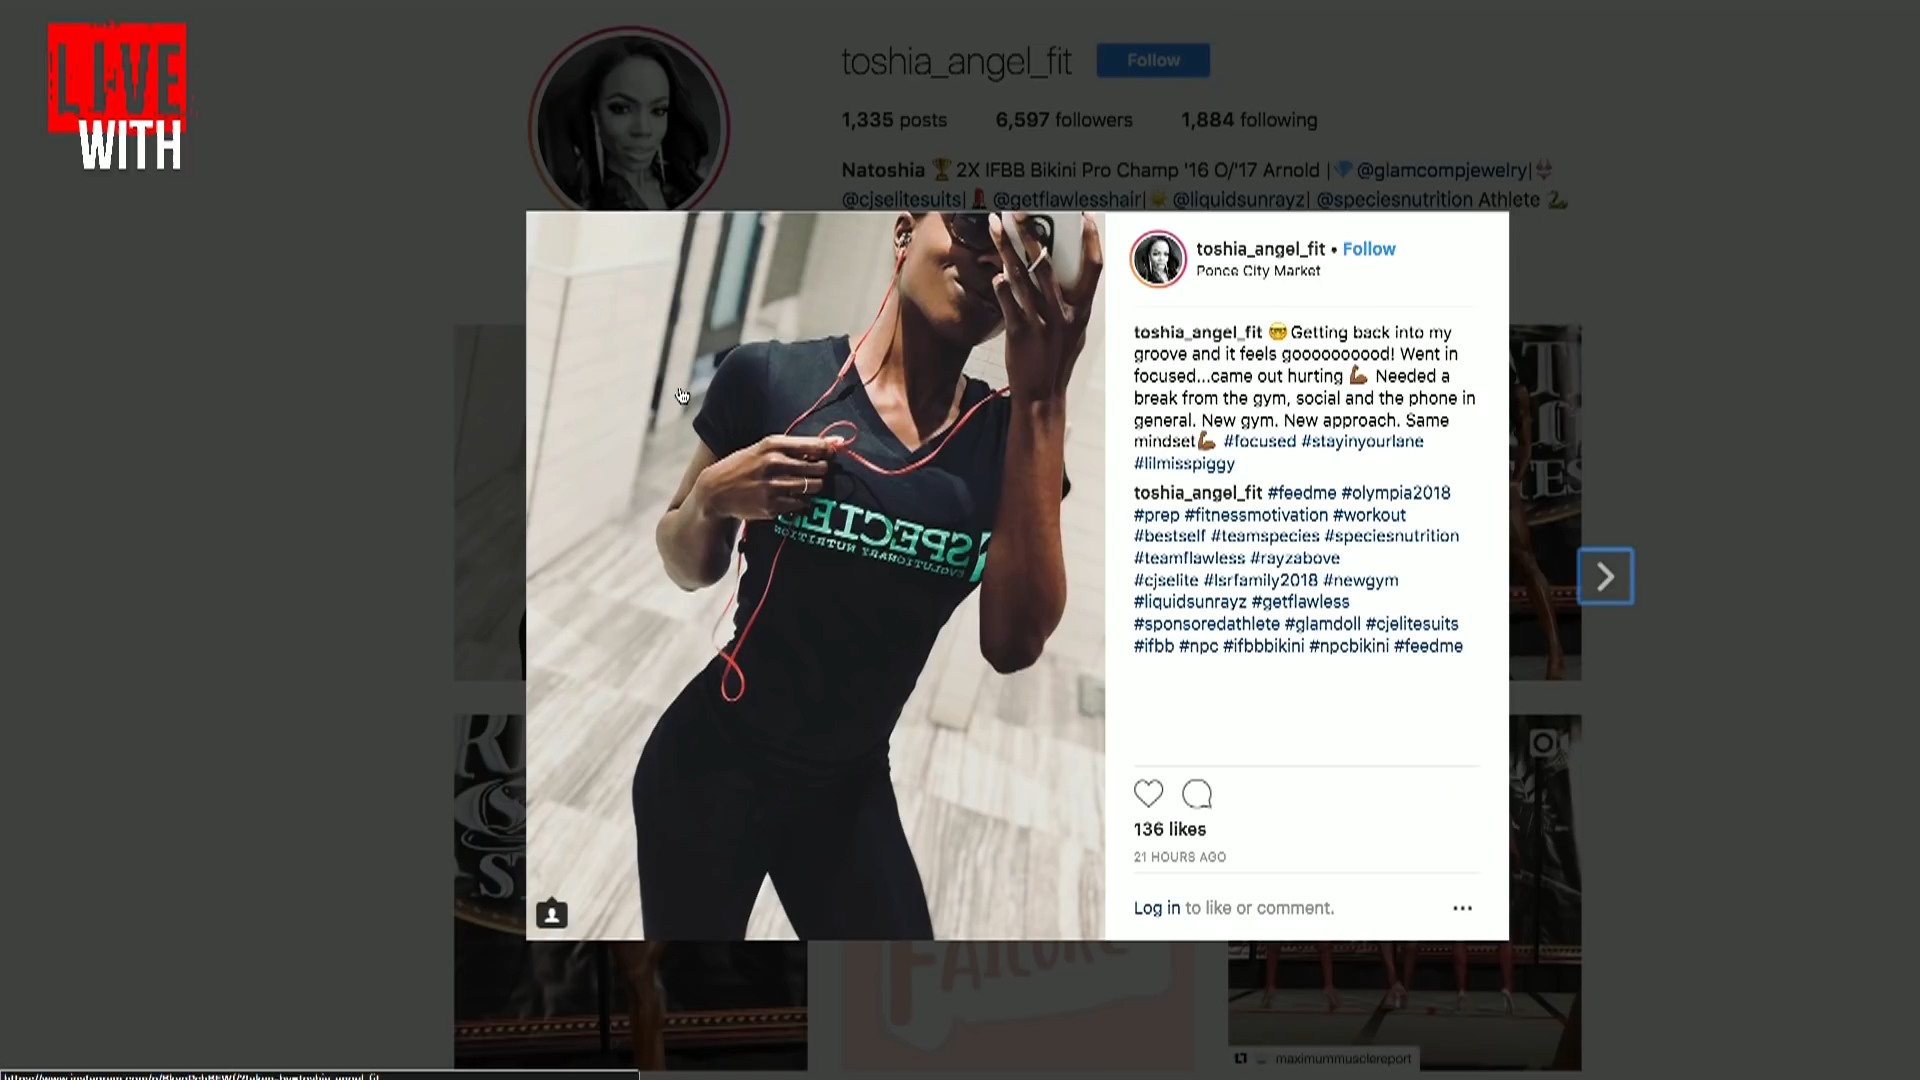 LIVE
WITH
toshia_angel_fit Follow
1,335 posts 6,597 followers 1,884 following
Natoshia 🏆 2X IFBB Bikini Pro Champ '16 O/'17 Arnold |💎 @glamcompjewelry|👙
@cjselitesuits|💄 @getflawlesshair|☀️ @liquidsunrayz| @speciesnutrition Athlete 🐍
toshia_angel_fit • Follow
Ponce City Market
toshia_angel_fit 🤓 Getting back into my
groove and it feels goooooooood! Went in
focused...came out hurting 💪🏾 Needed a
break from the gym, social and the phone in
general. New gym. New approach. Same
mindset💪🏾 #focused #stayinyourlane
#lilmisspiggy
toshia_angel_fit #feedme #olympia2018
#prep #fitnessmotivation #workout
#bestself #teamspecies #speciesnutrition
#teamflawless #rayzabove
#cjselite #lsrfamily2018 #newgym
#liquidsunrayz #getflawless
#sponsoredathlete #glamdoll #cjelitesuits
#ifbb #npc #ifbbbikini #npcbikini #feedme
SPECIES
EVOLUTIONARY NUTRITION
136 likes
21 HOURS AGO
Log in to like or comment.
FAILURE
maximummusclereport